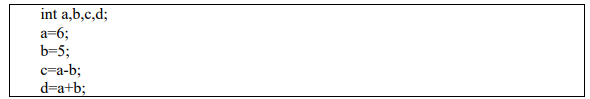 int a,b,c,d;
a=6;
b=5;
c=a-b;
d=a+b;